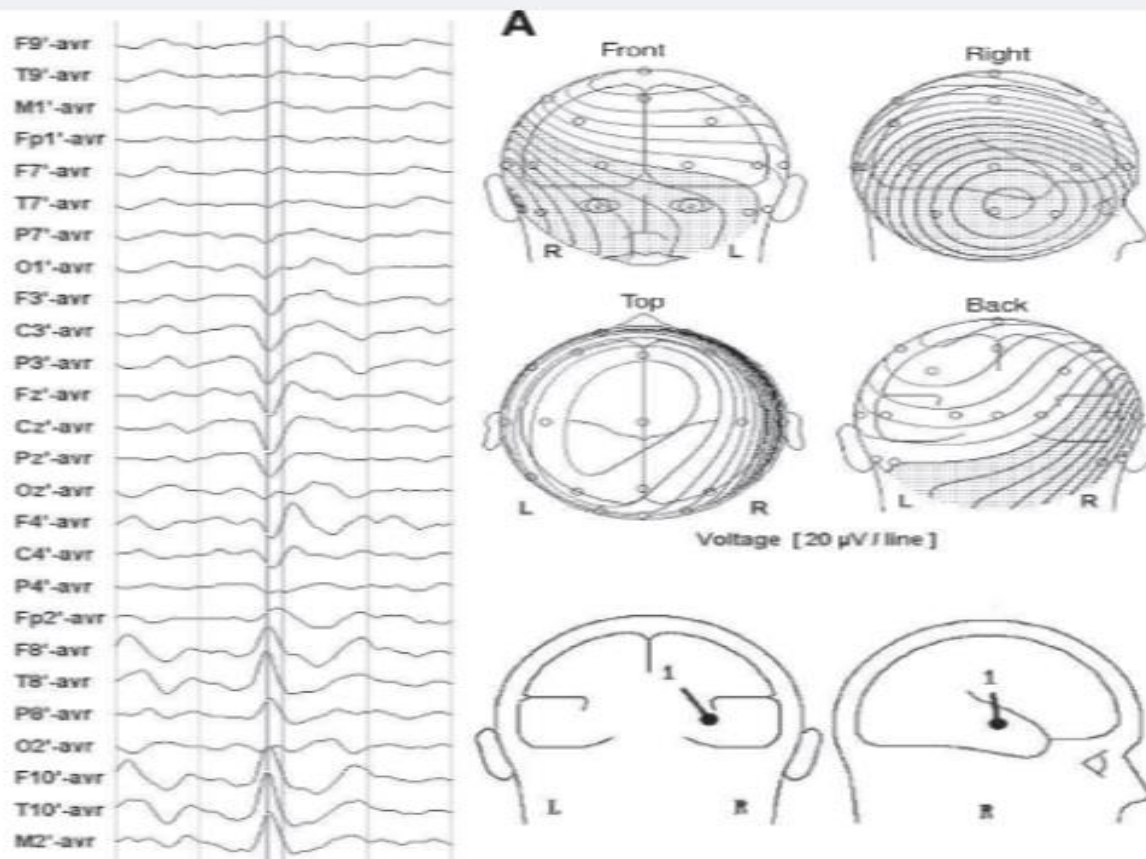 F9'-avr
T9'-avr
M1'-avr
Fp1'-avr
F7'-avr
T7'-avr
P7'-avr
O1'-avr
F3'-avr
C3'-avr
P3'-avr
Fz'-avr
Cz'-avr
Pz'-avr
Oz'-avr
F4'-avr
C4'-avr
P4'-avr
Fp2'-avr
F8'-avr
T8'-avr
P8'-avr
O2'-avr
F10'-avr
T10'-avr
M2'-avr
A
Front
Right
R L
Top
Back
L R
L R
Voltage [ 20 µV / line ]
1
1
L R
R